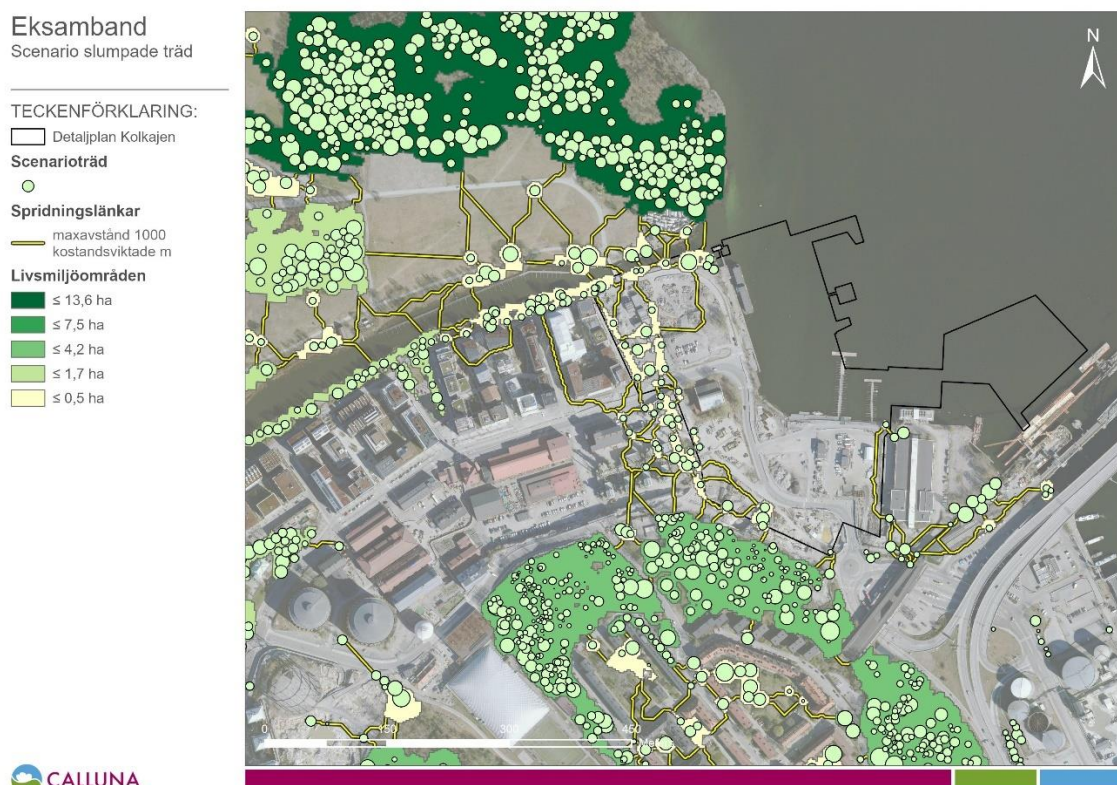 Eksamband
Scenario slumpade träd
TECKENFÖRKLARING:
Detaljplan Kolkajen
Scenarioträd
Spridningslänkar
maxavstånd 1000
kostandsviktade m
Livsmiljöområden
≤ 13,6 ha
≤ 7,5 ha
≤ 4,2 ha
≤ 1,7 ha
≤ 0,5 ha
N
0 150 300 450
Meter
CALLUNA